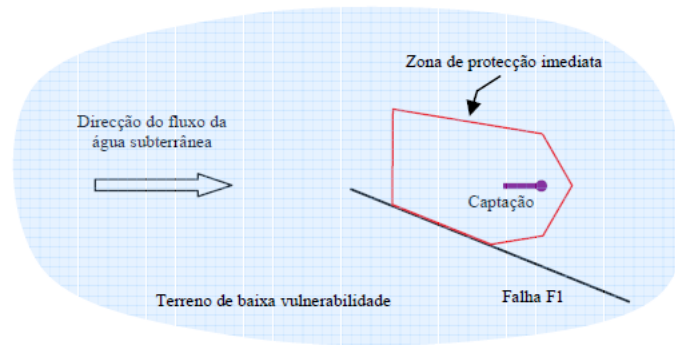 Zona de protecção imediata
Direcção do fluxo da
água subterrânea
Captação
Terreno de baixa vulnerabilidade
Falha F1